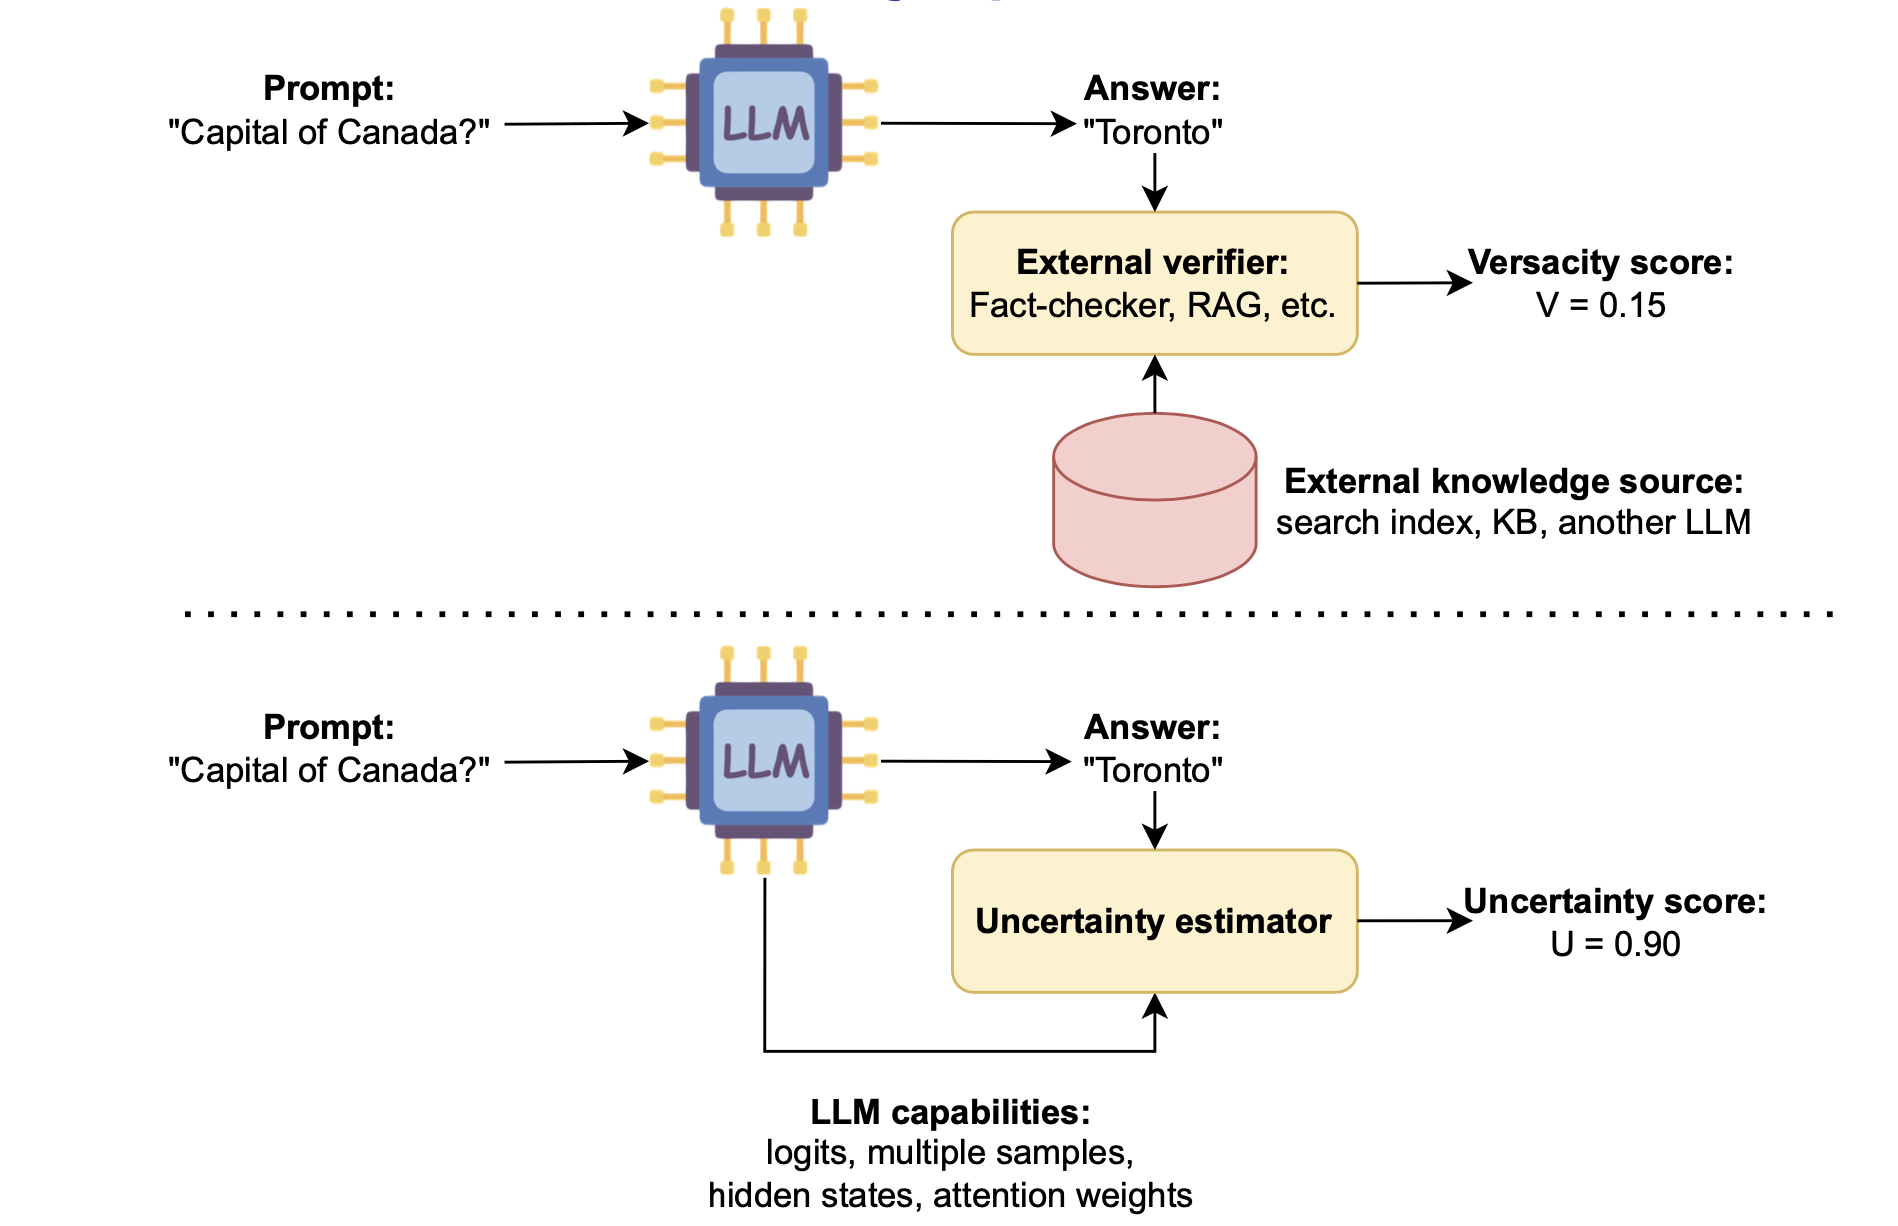 Prompt:
"Capital of Canada?"
LLM
Answer:
"Toronto"
External verifier:
Fact-checker, RAG, etc.
Versacity score:
V = 0.15
External knowledge source:
search index, KB, another LLM
Prompt:
"Capital of Canada?"
LLM
Answer:
"Toronto"
Uncertainty estimator
Uncertainty score:
U = 0.90
LLM capabilities:
logits, multiple samples,
hidden states, attention weights